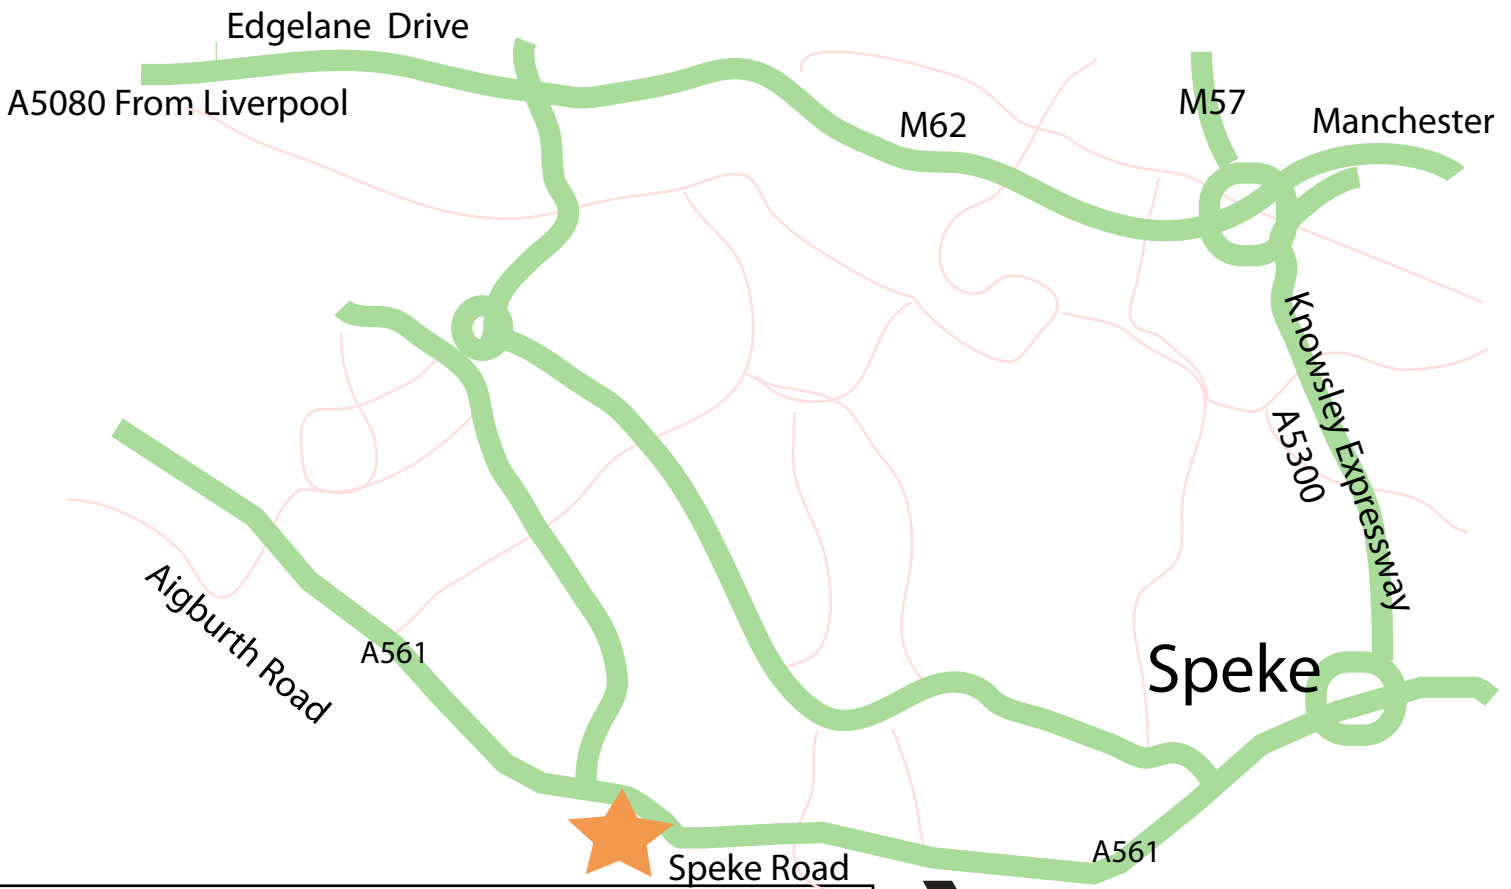 Edgelane Drive
A5080 From Liverpool
M62
M57
Manchester
Knowsley Expressway
A5300
Aigburth Road
A561
Speke
Speke Road
A561